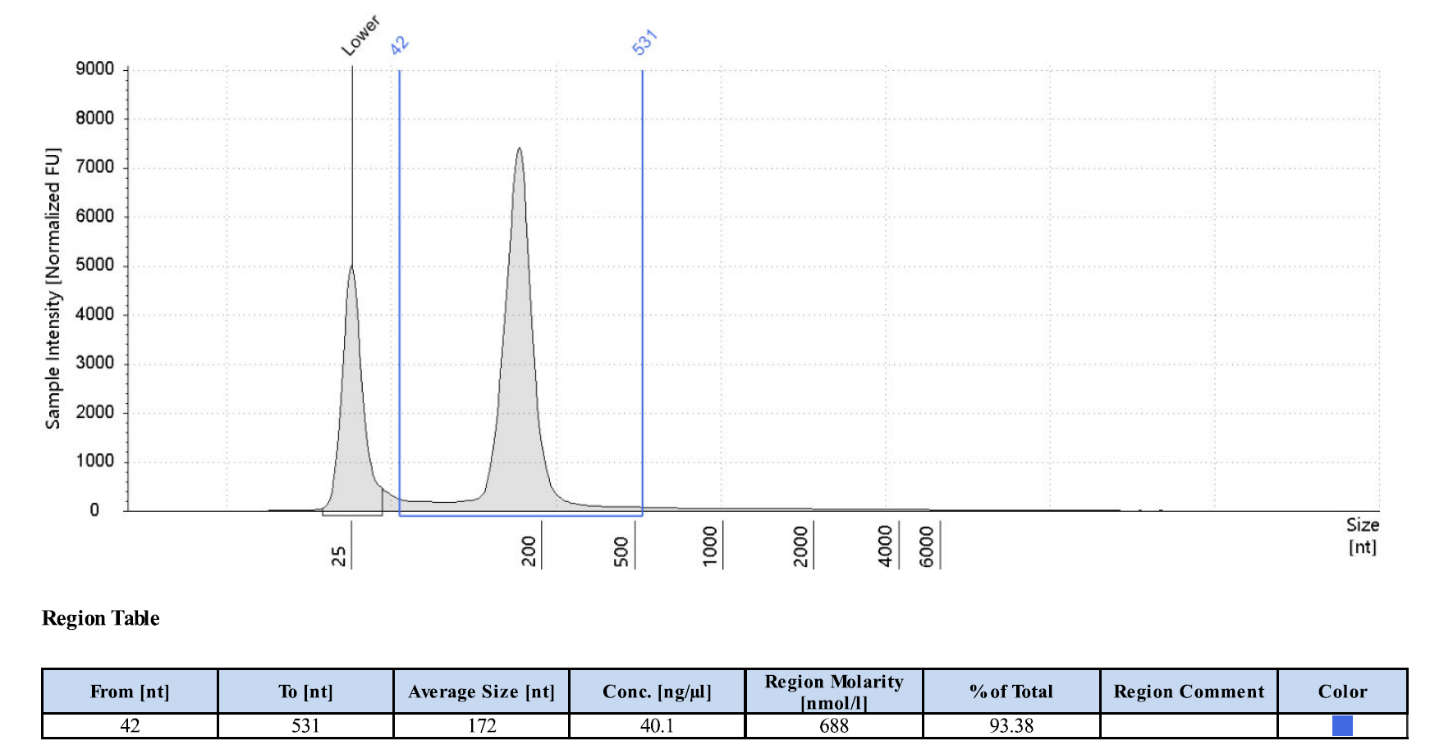 Lower
42
531
Sample Intensity [Normalized FU]
9000
8000
7000
6000
5000
4000
3000
2000
1000
0
25
200
500
1000
2000
4000
6000
Size
[nt]
Region Table
From [nt] To [nt] Average Size [nt] Conc. [ng/µl] Region Molarity [nmol/l] % of Total Region Comment Color
42 531 172 40.1 688 93.38